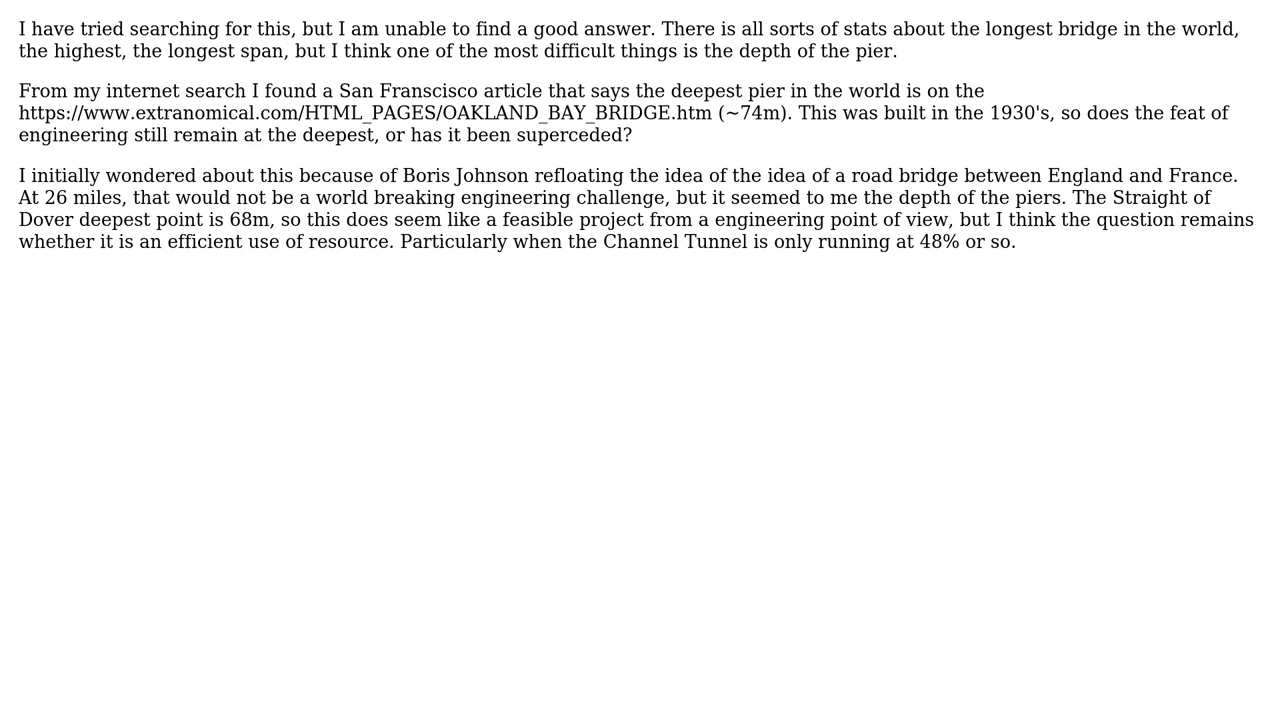 I have tried searching for this, but I am unable to find a good answer. There is all sorts of stats about the longest bridge in the world,
the highest, the longest span, but I think one of the most difficult things is the depth of the pier.
From my internet search I found a San Franscisco article that says the deepest pier in the world is on the
https://www.extranomical.com/HTML_PAGES/OAKLAND_BAY_BRIDGE.htm (~74m). This was built in the 1930's, so does the feat of
engineering still remain at the deepest, or has it been superceded?
I initially wondered about this because of Boris Johnson refloating the idea of the idea of a road bridge between England and France.
At 26 miles, that would not be a world breaking engineering challenge, but it seemed to me the depth of the piers. The Straight of
Dover deepest point is 68m, so this does seem like a feasible project from a engineering point of view, but I think the question remains
whether it is an efficient use of resource. Particularly when the Channel Tunnel is only running at 48% or so.